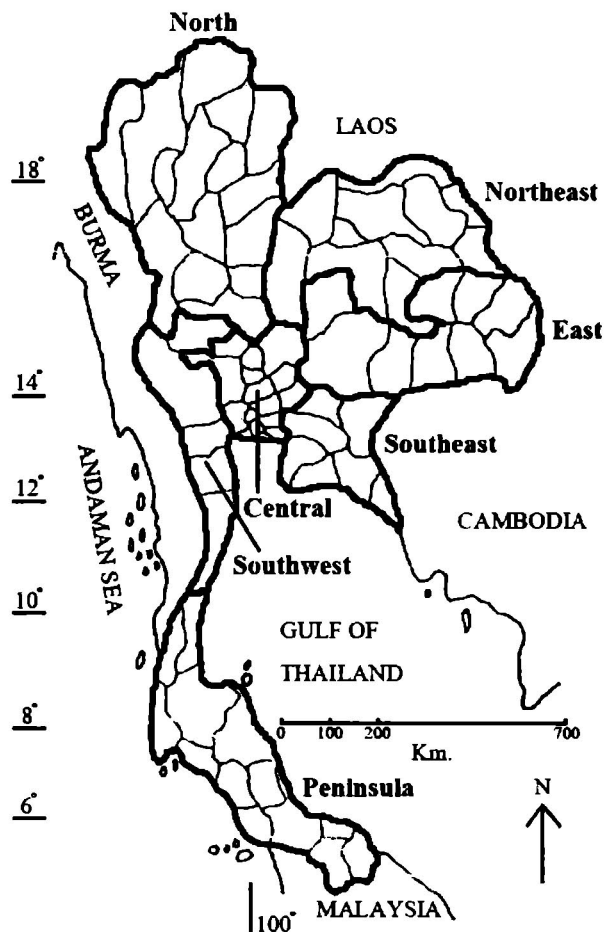 North
LAOS
18°
Northeast
BURMA
East
14°
Southeast
ANDAMAN SEA
12°
Central
CAMBODIA
Southwest
10°
GULF OF
THAILAND
8°
0 100 200 700
Km.
Peninsula
N
6°
100°
MALAYSIA